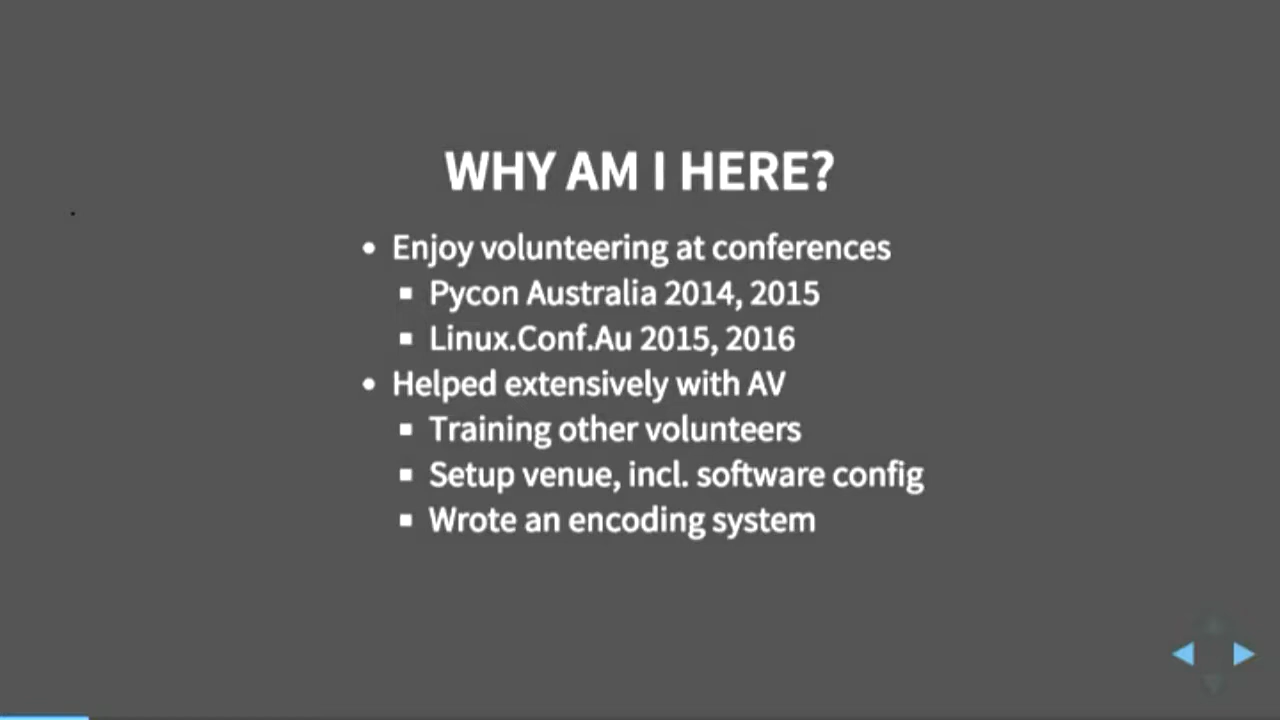 WHY AM I HERE?
Enjoy volunteering at conferences
Pycon Australia 2014, 2015
Linux.Conf.Au 2015, 2016
Helped extensively with AV
Training other volunteers
Setup venue, incl. software config
Wrote an encoding system